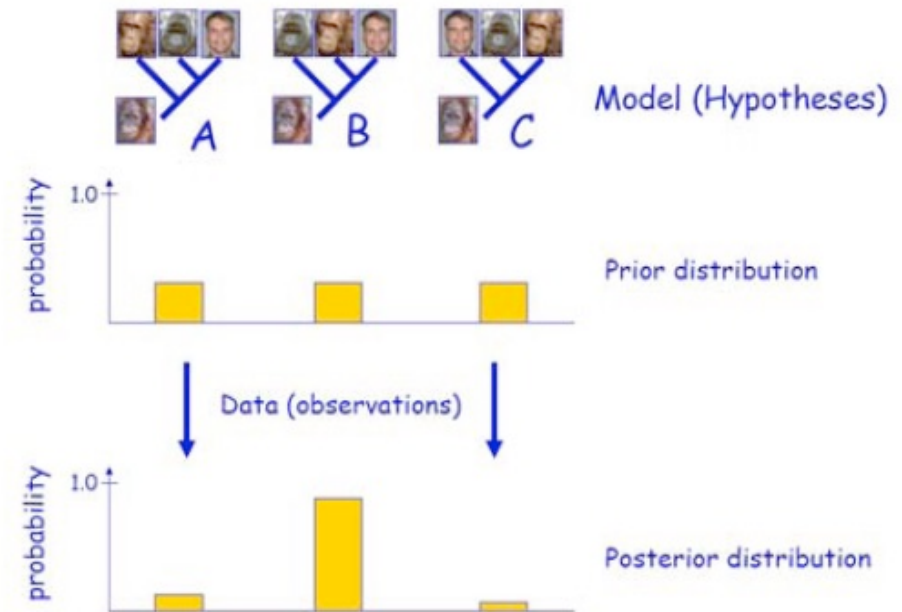 A
B
C
Model (Hypotheses)
probability
1.0
Prior distribution
Data (observations)
probability
1.0
Posterior distribution